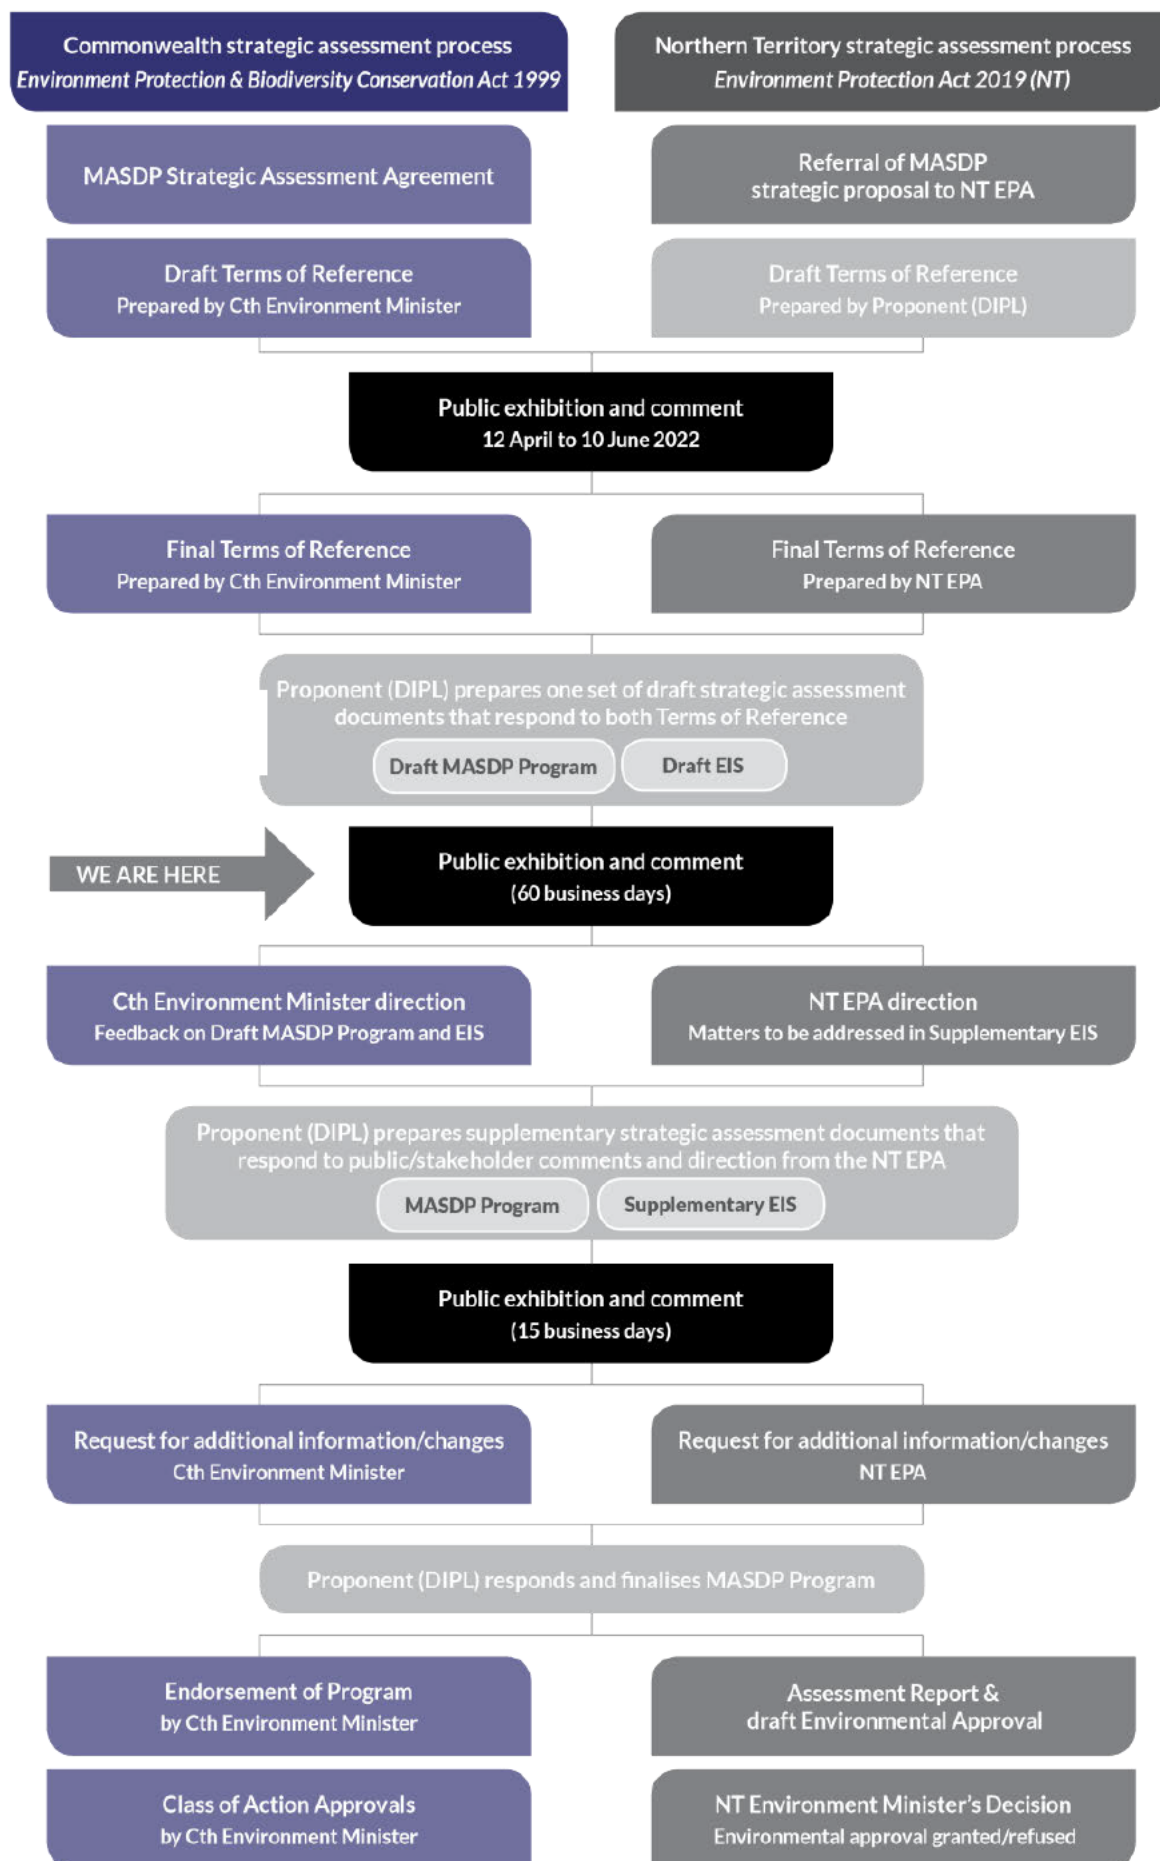 Commonwealth strategic assessment process
Environment Protection & Biodiversity Conservation Act 1999
Northern Territory strategic assessment process
Environment Protection Act 2019 (NT)
MASDP Strategic Assessment Agreement
Referral of MASDP
strategic proposal to NT EPA
Draft Terms of Reference
Prepared by Cth Environment Minister
Draft Terms of Reference
Prepared by Proponent (DIPL)
Public exhibition and comment
12 April to 10 June 2022
Final Terms of Reference
Prepared by Cth Environment Minister
Final Terms of Reference
Prepared by NT EPA
Proponent (DIPL) prepares one set of draft strategic assessment
documents that respond to both Terms of Reference
Draft MASDP Program
Draft EIS
WE ARE HERE
Public exhibition and comment
(60 business days)
Cth Environment Minister direction
Feedback on Draft MASDP Program and EIS
NT EPA direction
Matters to be addressed in Supplementary EIS
Proponent (DIPL) prepares supplementary strategic assessment documents that
respond to public/stakeholder comments and direction from the NT EPA
MASDP Program
Supplementary EIS
Public exhibition and comment
(15 business days)
Request for additional information/changes
Cth Environment Minister
Request for additional information/changes
NT EPA
Proponent (DIPL) responds and finalises MASDP Program
Endorsement of Program
by Cth Environment Minister
Assessment Report &
draft Environmental Approval
Class of Action Approvals
by Cth Environment Minister
NT Environment Minister's Decision
Environmental approval granted/refused